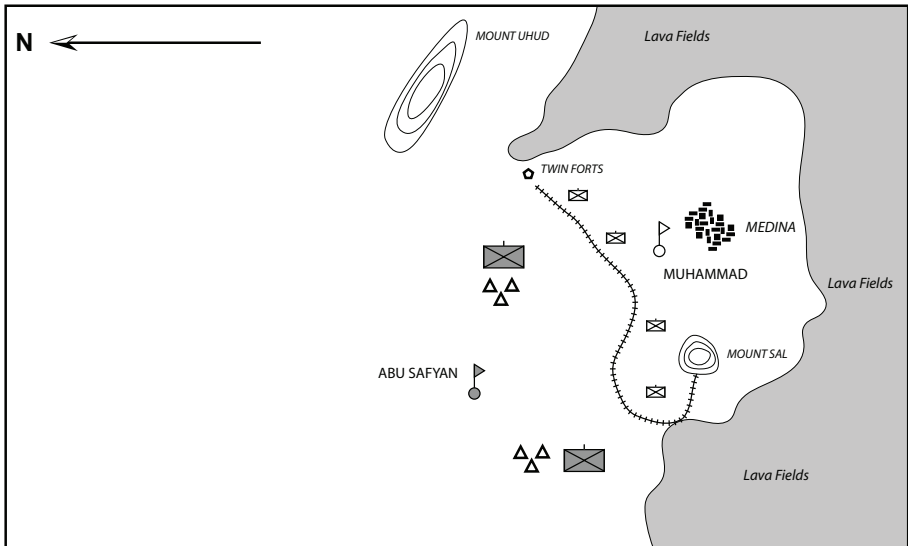 MOUNT UHUD
Lava Fields
N
TWIN FORTS
MEDINA
MUHAMMAD
Lava Fields
MOUNT SAL
ABU SAFYAN
Lava Fields